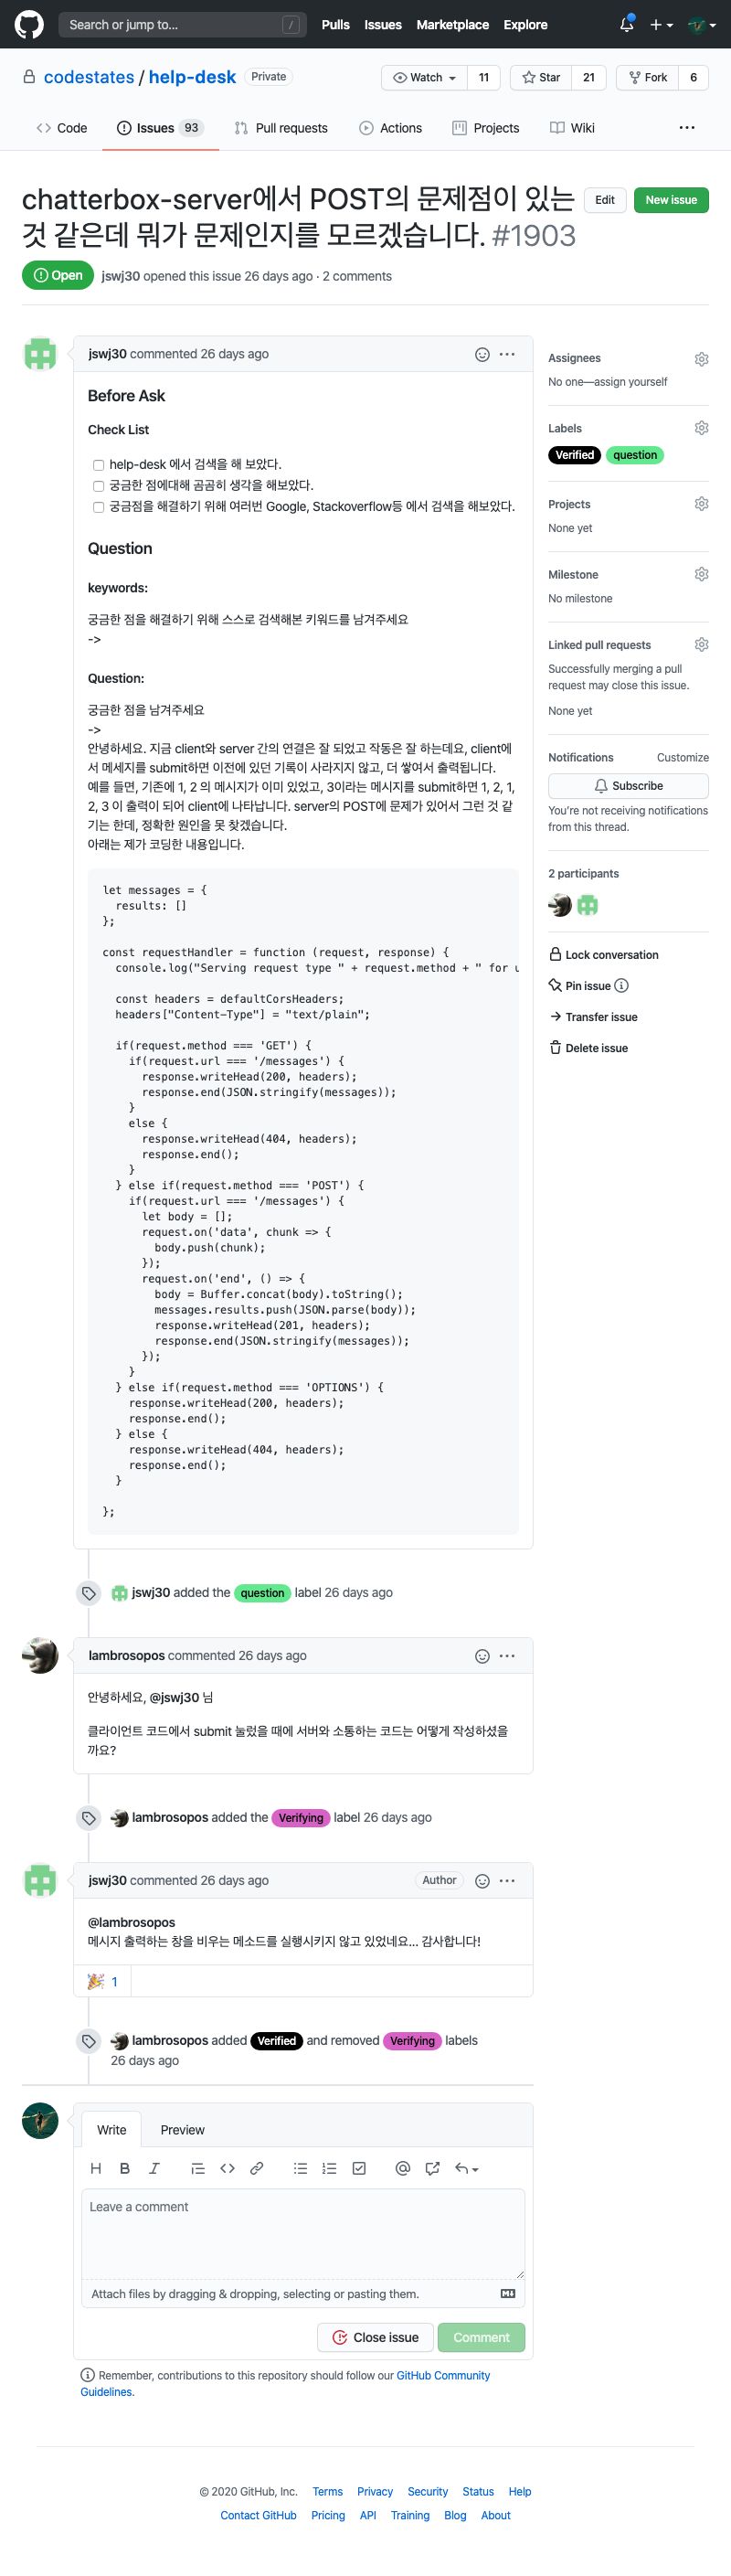 Search or jump to... /
Pulls Issues Marketplace Explore
codestates / help-desk Private
Watch 11 Star 21 Fork 6
Code Issues 93 Pull requests Actions Projects Wiki
chatterbox-server에서 POST의 문제점이 있는
것 같은데 뭐가 문제인지를 모르겠습니다. #1903
Edit New issue
Open jswj30 opened this issue 26 days ago · 2 comments
jswj30 commented 26 days ago
Before Ask
Check List
help-desk 에서 검색을 해 보았다.
궁금한 점에대해 곰곰히 생각을 해보았다.
궁금점을 해결하기 위해 여러번 Google, Stackoverflow등 에서 검색을 해보았다.
Question
keywords:
궁금한 점을 해결하기 위해 스스로 검색해본 키워드를 남겨주세요
->
Question:
궁금한 점을 남겨주세요
->
안녕하세요. 지금 client와 server 간의 연결은 잘 되었고 작동은 잘 하는데요, client에
서 메세지를 submit하면 이전에 있던 기록이 사라지지 않고, 더 쌓여서 출력됩니다.
예를 들면, 기존에 1, 2 의 메시지가 이미 있었고, 3이라는 메시지를 submit하면 1, 2, 1,
2, 3 이 출력이 되어 client에 나타납니다. server의 POST에 문제가 있어서 그런 것 같
기는 한데, 정확한 원인을 못 찾겠습니다.
아래는 제가 코딩한 내용입니다.
let messages = {
results: []
};
const requestHandler = function (request, response) {
console.log("Serving request type " + request.method + " for u
const headers = defaultCorsHeaders;
headers["Content-Type"] = "text/plain";
if(request.method === 'GET') {
if(request.url === '/messages') {
response.writeHead(200, headers);
response.end(JSON.stringify(messages));
}
else {
response.writeHead(404, headers);
response.end();
}
} else if(request.method === 'POST') {
if(request.url === '/messages') {
let body = [];
request.on('data', chunk => {
body.push(chunk);
});
request.on('end', () => {
body = Buffer.concat(body).toString();
messages.results.push(JSON.parse(body));
response.writeHead(201, headers);
response.end(JSON.stringify(messages));
});
}
} else if(request.method === 'OPTIONS') {
response.writeHead(200, headers);
response.end();
} else {
response.writeHead(404, headers);
response.end();
}
};
Assignees
No one—assign yourself
Labels
Verified question
Projects
None yet
Milestone
No milestone
Linked pull requests
Successfully merging a pull
request may close this issue.
None yet
Notifications Customize
Subscribe
You're not receiving notifications
from this thread.
2 participants
Lock conversation
Pin issue
Transfer issue
Delete issue
jswj30 added the question label 26 days ago
lambrosopos commented 26 days ago
안녕하세요, @jswj30 님
클라이언트 코드에서 submit 눌렀을 때에 서버와 소통하는 코드는 어떻게 작성하셨을
까요?
lambrosopos added the Verifying label 26 days ago
jswj30 commented 26 days ago Author
@lambrosopos
메시지 출력하는 창을 비우는 메소드를 실행시키지 않고 있었네요... 감사합니다!
1
lambrosopos added Verified and removed Verifying labels
26 days ago
Write Preview
Leave a comment
Attach files by dragging & dropping, selecting or pasting them.
Close issue Comment
Remember, contributions to this repository should follow our GitHub Community
Guidelines.
© 2020 GitHub, Inc. Terms Privacy Security Status Help
Contact GitHub Pricing API Training Blog About